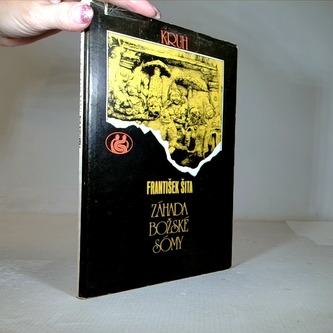 KRUH
FRANTIŠEK ŠITA
ZÁHADA
BOŽSKÉ
SÓMY